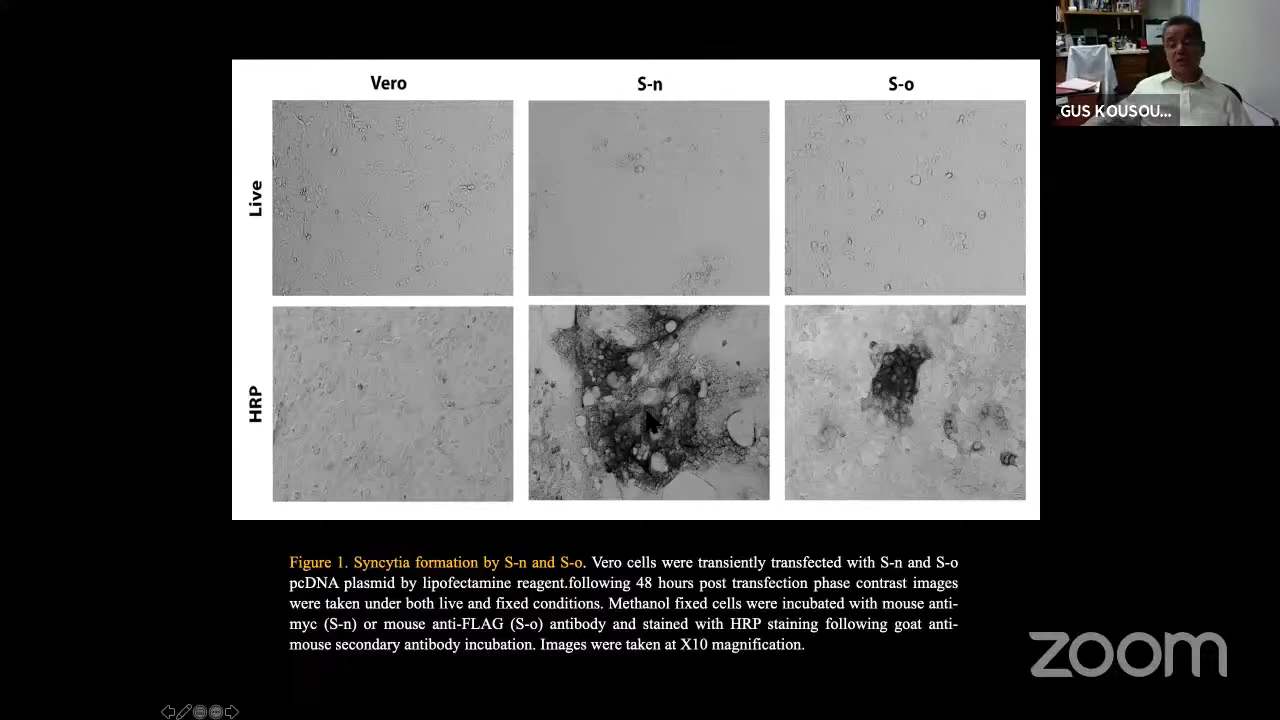 Vero
S-n
S-o
Live
HRP
GUS KOUSOU...
Figure 1. Syncytia formation by S-n and S-o. Vero cells were transiently transfected with S-n and S-o
pcDNA plasmid by lipofectamine reagent.following 48 hours post transfection phase contrast images
were taken under both live and fixed conditions. Methanol fixed cells were incubated with mouse anti-
myc (S-n) or mouse anti-FLAG (S-o) antibody and stained with HRP staining following goat anti-
mouse secondary antibody incubation. Images were taken at X10 magnification.
zoom